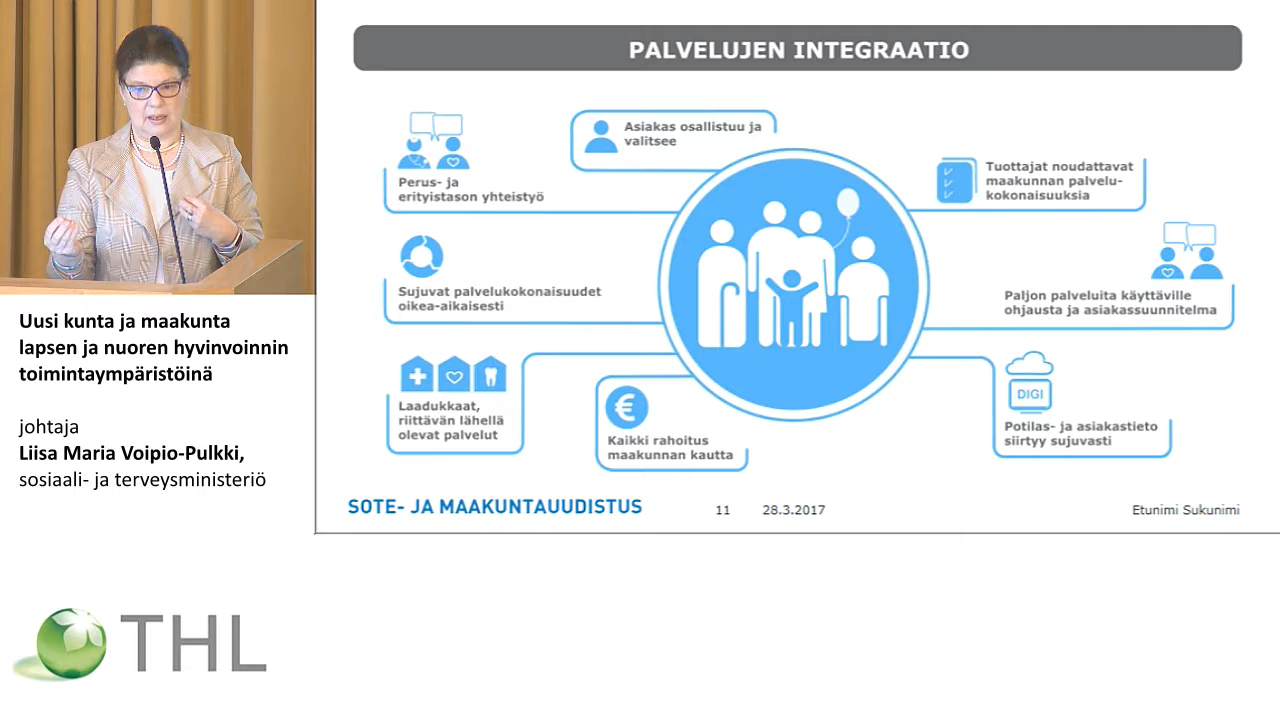 PALVELUJEN INTEGRAATIO
Asiakas osallistuu ja
valitsee
Perus- ja
erityistason yhteistyö
Tuottajat noudattavat
maakunnan palvelu-
kokonaisuuksia
Sujuvat palvelukokonaisuudet
oikea-aikaisesti
Paljon palveluita käyttäville
ohjausta ja asiakassuunnitelma
Laadukkaat,
riittävän lähellä
olevat palvelut
€
Kaikki rahoitus
maakunnan kautta
DIGI
Potilas- ja asiakastieto
siirtyy sujuvasti
SOTE- JA MAAKUNTAUUDISTUS
11
28.3.2017
Etunimi Sukunimi
Uusi kunta ja maakunta
lapsen ja nuoren hyvinvoinnin
toimintaympäristöinä
johtaja
Liisa Maria Voipio-Pulkki,
sosiaali- ja terveysministeriö
THL